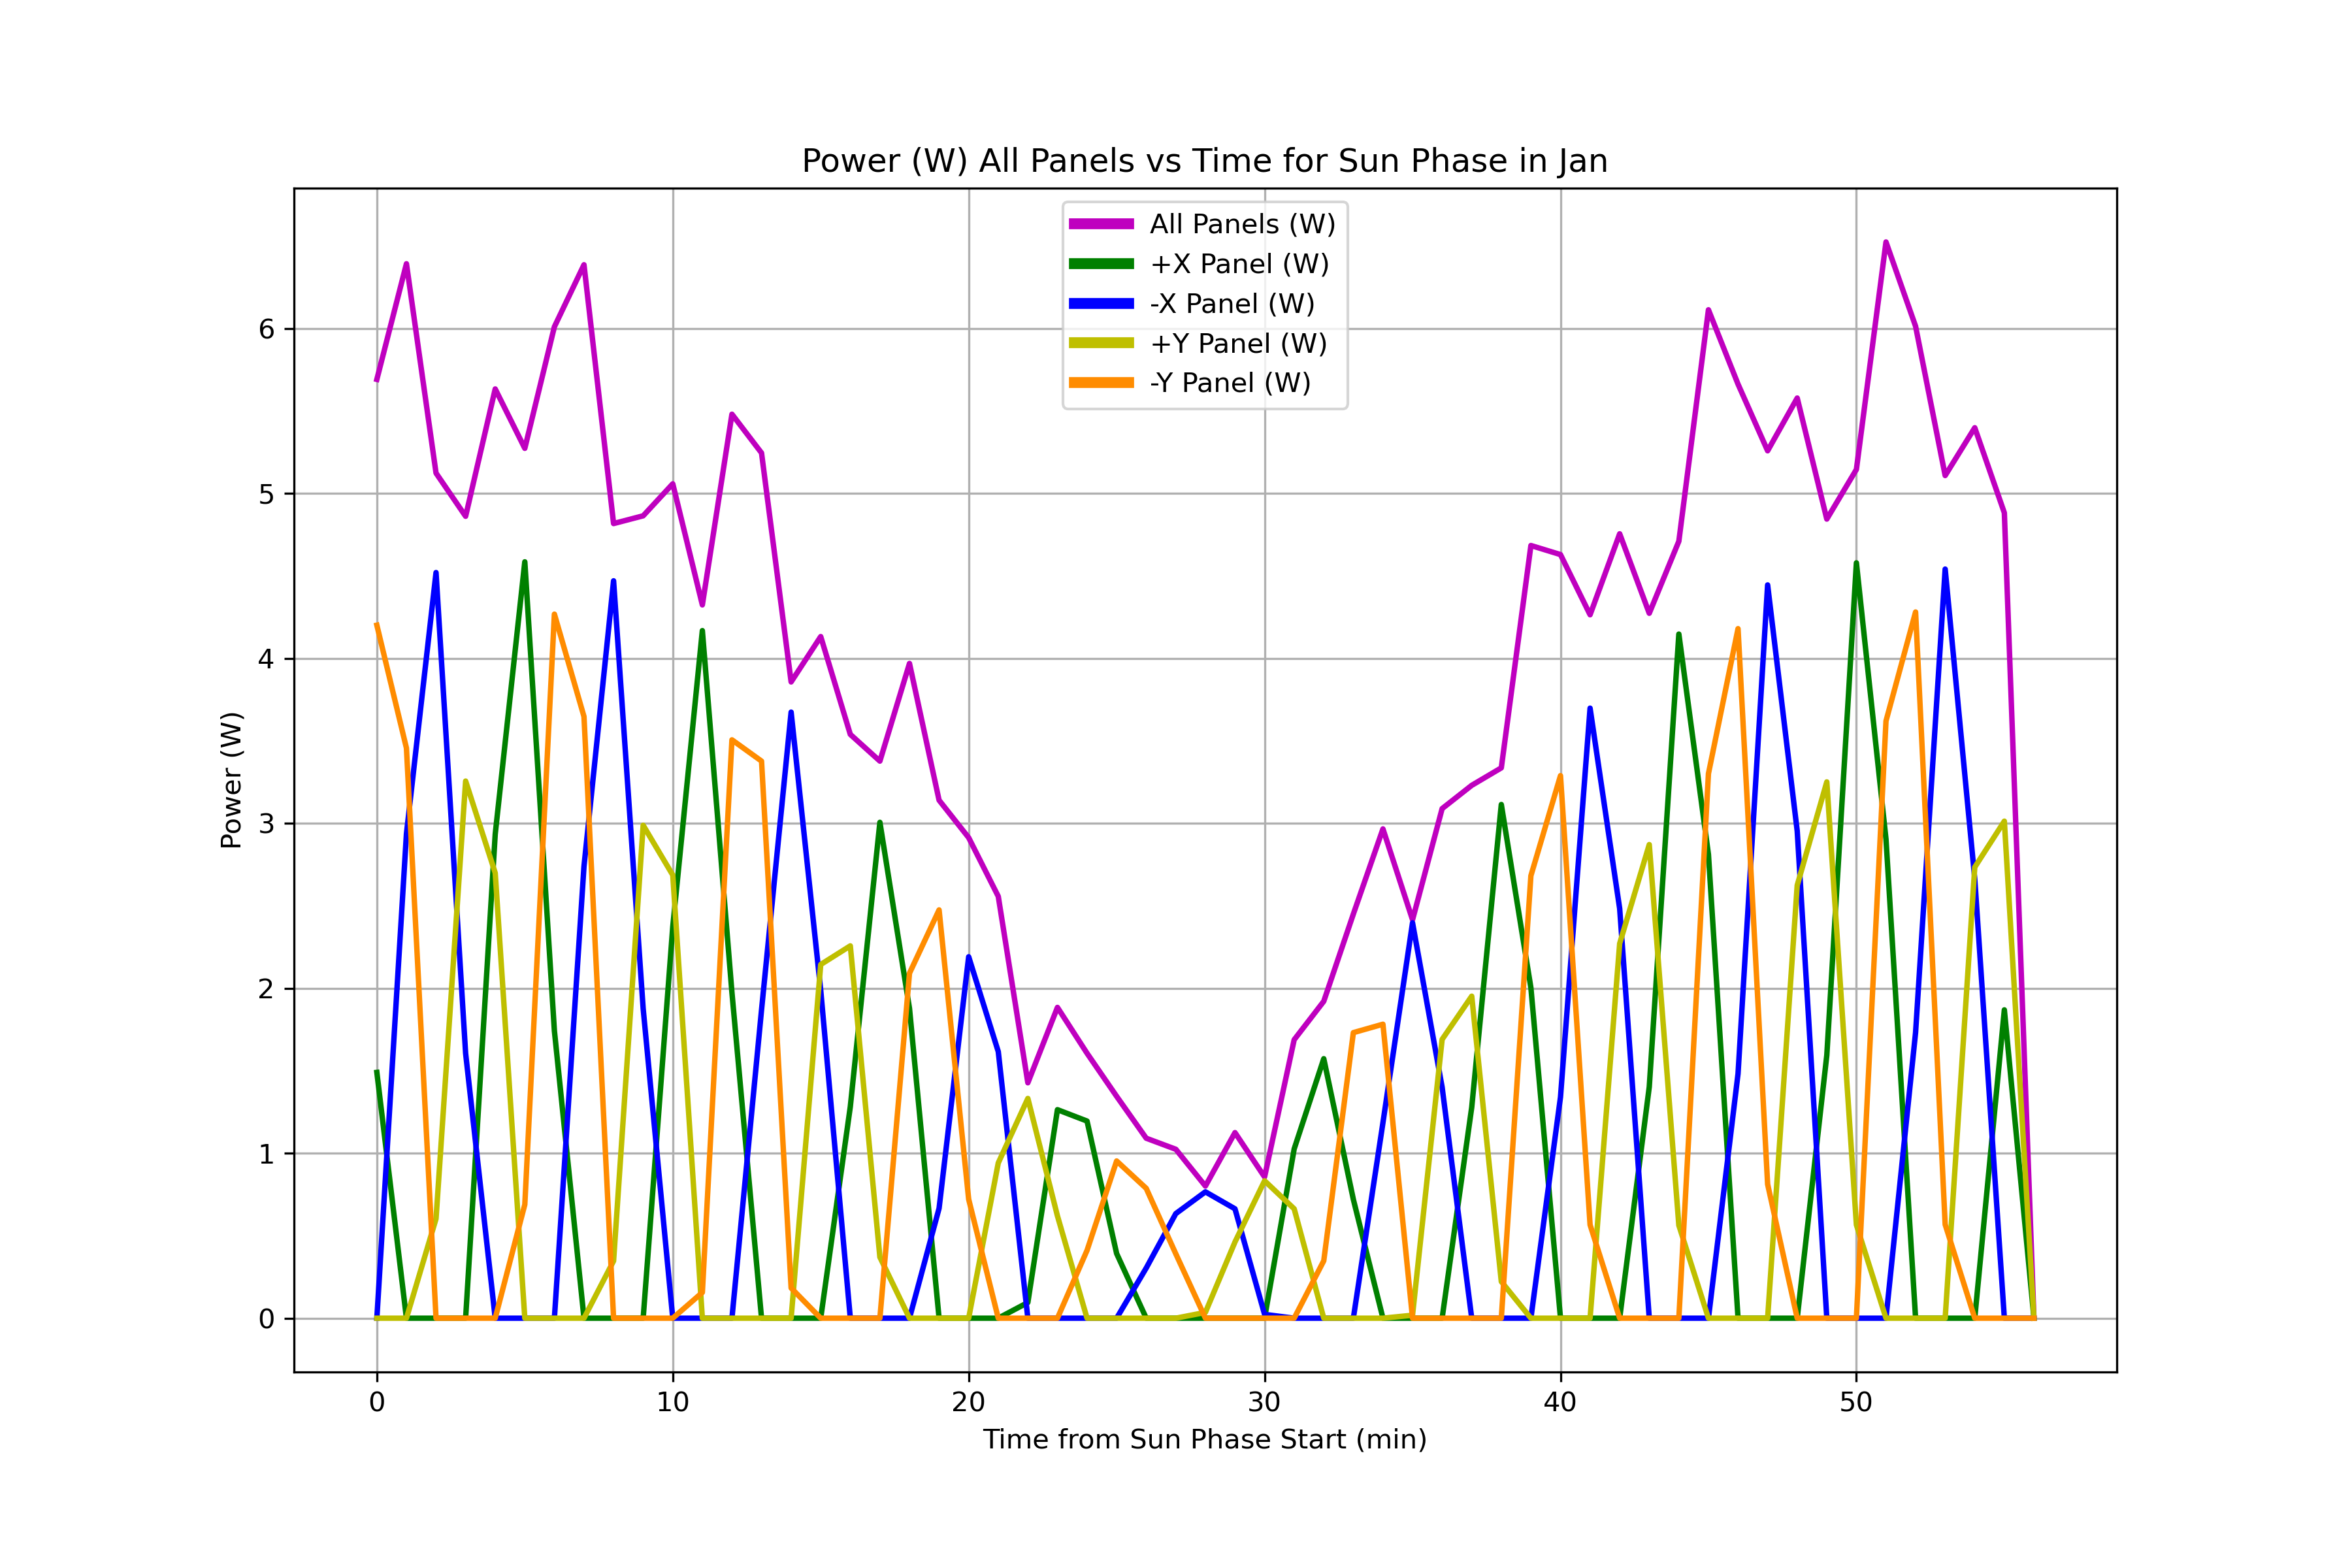 Power (W) All Panels vs Time for Sun Phase in Jan
All Panels (W)
+X Panel (W)
-X Panel (W)
+Y Panel (W)
-Y Panel (W)
Power (W)
6
5
4
3
2
1
0
0 10 20 30 40 50
Time from Sun Phase Start (min)